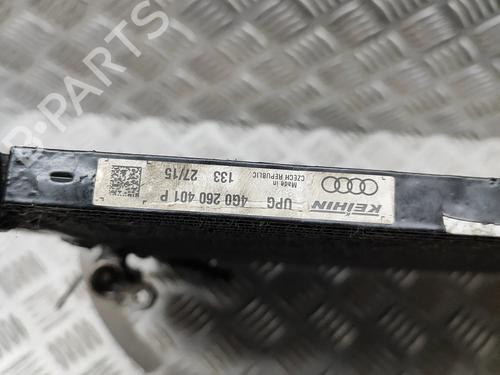 KEIHIN
UPG 4G0 260 401 P
133 27/15
Made in
CZECH REPUBLIC
B PARTS